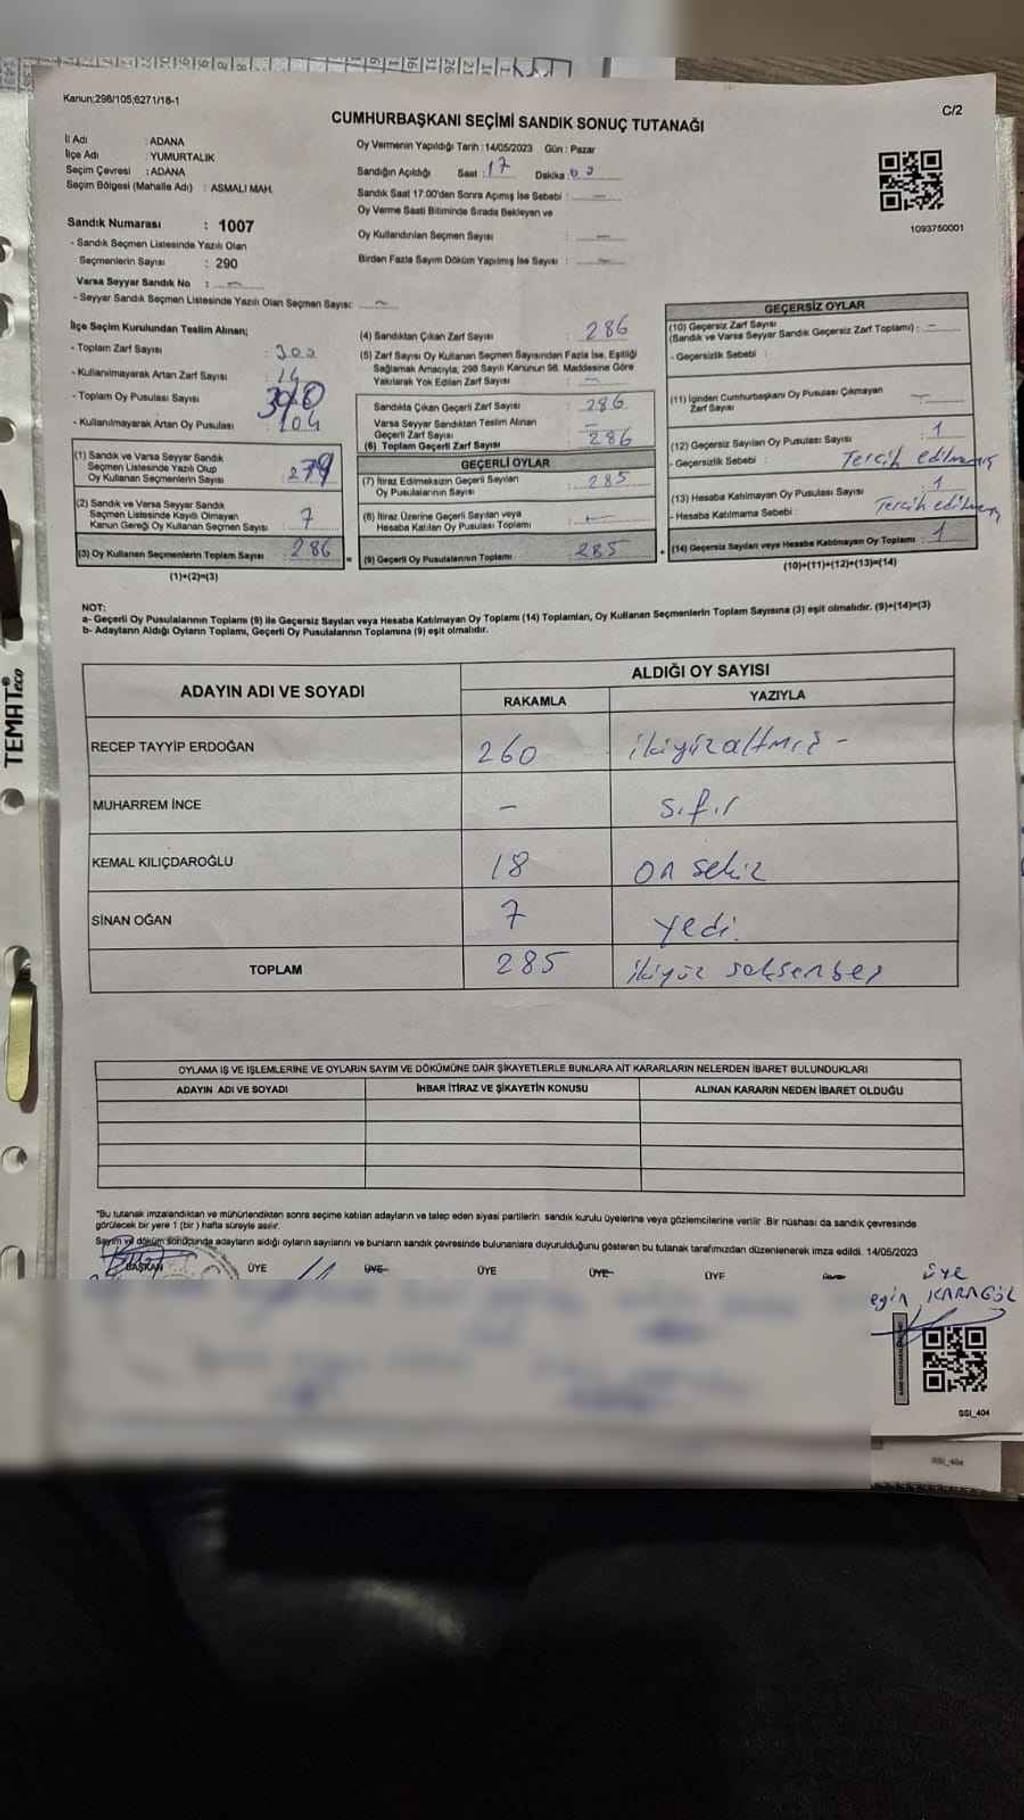 Kanun;298/105;6271/18-1
C/2
CUMHURBAŞKANI SEÇİMİ SANDIK SONUÇ TUTANAĞI
İl Adı : ADANA
İlçe Adı : YUMURTALIK
Seçim Çevresi : ADANA
Seçim Bölgesi (Mahalle Adı) : ASMALI MAH.
Oy Vermenin Yapıldığı Tarih : 14/05/2023 Gün : Pazar
Sandığın Açıldığı Saat : 17 Dakika :
Sandık Saat 17:00'den Sonra Açılmış İse Sebebi : —
Oy Verme Saati Bitiminde Sırada Bekleyen ve
Oy Kullandırılan Seçmen Sayısı : —
Birden Fazla Sayım Döküm Yapılmış İse Sayısı : —
1093750001
Sandık Numarası : 1007
- Sandık Seçmen Listesinde Yazılı Olan
Seçmenlerin Sayısı : 290
Varsa Seyyar Sandık No : —
- Seyyar Sandık Seçmen Listesinde Yazılı Olan Seçmen Sayısı: —
İlçe Seçim Kurulundan Teslim Alınan;
- Toplam Zarf Sayısı : 300
- Kullanılmayarak Artan Zarf Sayısı : 14
- Toplam Oy Pusulası Sayısı :
- Kullanılmayarak Artan Oy Pusulası : 104
(1) Sandık ve Varsa Seyyar Sandık
Seçmen Listesinde Yazılı Olup
Oy Kullanan Seçmenlerin Sayısı : 279
(2) Sandık ve Varsa Seyyar Sandık
Seçmen Listesinde Kayıtlı Olmayan
Kanun Gereği Oy Kullanan Seçmen Sayısı : 7
(3) Oy Kullanan Seçmenlerin Toplam Sayısı : 286
(1)+(2)=(3)
(4) Sandıktan Çıkan Zarf Sayısı : 286
(5) Zarf Sayısı Oy Kullanan Seçmen Sayısından Fazla İse, Eşitliği
Sağlamak Amacıyla; 298 Sayılı Kanunun 98. Maddesine Göre
Yakılarak Yok Edilen Zarf Sayısı : —
Sandıkta Çıkan Geçerli Zarf Sayısı : 286
Varsa Seyyar Sandıktan Teslim Alınan
Geçerli Zarf Sayısı : —
(6) Toplam Geçerli Zarf Sayısı : 286
GEÇERLİ OYLAR
(7) İtiraz Edilmeksizin Geçerli Sayılan
Oy Pusulalarının Sayısı : 285
(8) İtiraz Üzerine Geçerli Sayılan veya
Hesaba Katılan Oy Pusulası Toplamı : —
(9) Geçerli Oy Pusulalarının Toplamı : 285
GEÇERSİZ OYLAR
(10) Geçersiz Zarf Sayısı
(Sandık ve Varsa Seyyar Sandık Geçersiz Zarf Toplamı) : —
- Geçersizlik Sebebi :
(11) İçinden Cumhurbaşkanı Oy Pusulası Çıkmayan
Zarf Sayısı : —
(12) Geçersiz Sayılan Oy Pusulası Sayısı : 1
- Geçersizlik Sebebi : Tercih edilmemiş
(13) Hesaba Katılmayan Oy Pusulası Sayısı : 1
- Hesaba Katılmama Sebebi : Tercih
(14) Geçersiz Sayılan veya Hesaba Katılmayan Oy Toplamı : 1
(10)+(11)+(12)+(13)=(14)
NOT:
a- Geçerli Oy Pusulalarının Toplamı (9) ile Geçersiz Sayılan veya Hesaba Katılmayan Oy Toplamı (14) Toplamları, Oy Kullanan Seçmenlerin Toplam Sayısına (3) eşit olmalıdır. (9)+(14)=(3)
b- Adayların Aldığı Oyların Toplamı, Geçerli Oy Pusulalarının Toplamına (9) eşit olmalıdır.
ADAYIN ADI VE SOYADI
ALDIĞI OY SAYISI
RAKAMLA YAZIYLA
RECEP TAYYİP ERDOĞAN 260 ikiyüzaltmış -
MUHARREM İNCE — sıfır
KEMAL KILIÇDAROĞLU 18 on sekiz
SİNAN OĞAN 7 yedi.
TOPLAM 285 ikiyüz seksenbeş
OYLAMA İŞ VE İŞLEMLERİNE VE OYLARIN SAYIM VE DÖKÜMÜNE DAİR ŞİKAYETLERLE BUNLARA AİT KARARLARIN NELERDEN İBARET BULUNDUKLARI
ADAYIN ADI VE SOYADI İHBAR İTİRAZ VE ŞİKAYETİN KONUSU ALINAN KARARIN NEDEN İBARET OLDUĞU
*Bu tutanak imzalandıktan ve mühürlendikten sonra seçime katılan adayların ve talep eden siyasi partilerin sandık kurulu üyelerine veya gözlemcilerine verilir. Bir nüshası da sandık çevresinde
görülecek bir yere 1 (bir) hafta süreyle asılır.
Sayım ve döküm sonucunda adayların aldığı oyların sayılarını ve bunların sandık çevresinde bulunanlara duyurulduğunu gösteren bu tutanak tarafımızdan düzenlenerek imza edildi. 14/05/2023
BAŞKAN ÜYE ÜYE ÜYE ÜYE ÜYE
üye
KARAGÖL
SSI_404
TEMAT eco